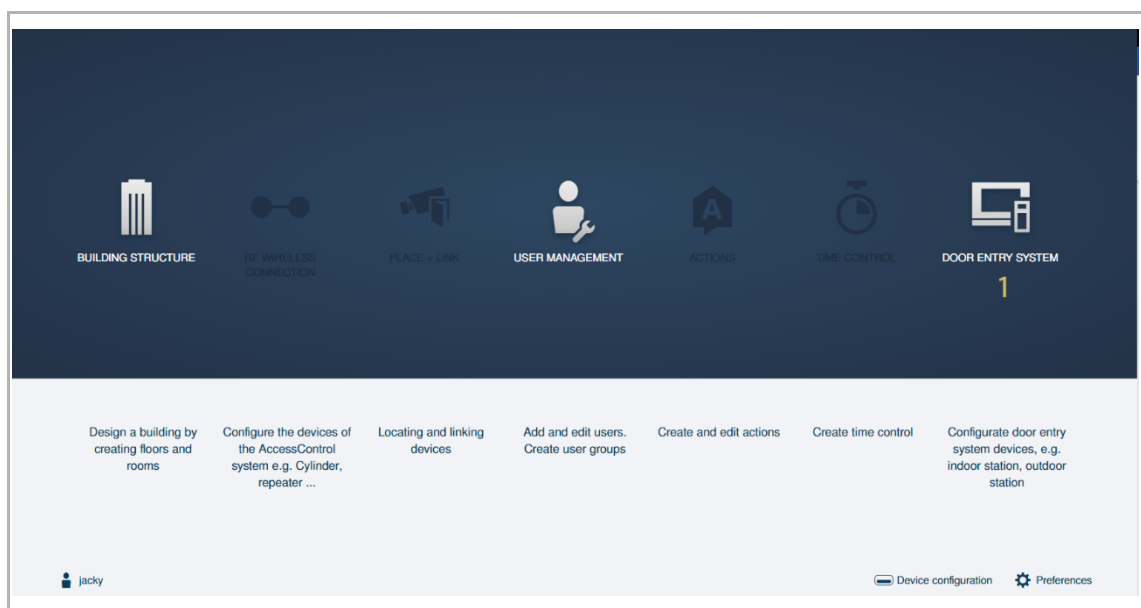 BUILDING STRUCTURE
RF WIRELESS
CONNECTION
PLACE + LINK
USER MANAGEMENT
ACTIONS
TIME CONTROL
DOOR ENTRY SYSTEM
1
Design a building by
creating floors and
rooms
Configure the devices of
the AccessControl
system e.g. Cylinder,
repeater ...
Locating and linking
devices
Add and edit users.
Create user groups
Create and edit actions
Create time control
Configurate door entry
system devices, e.g.
indoor station, outdoor
station
jacky
Device configuration
Preferences